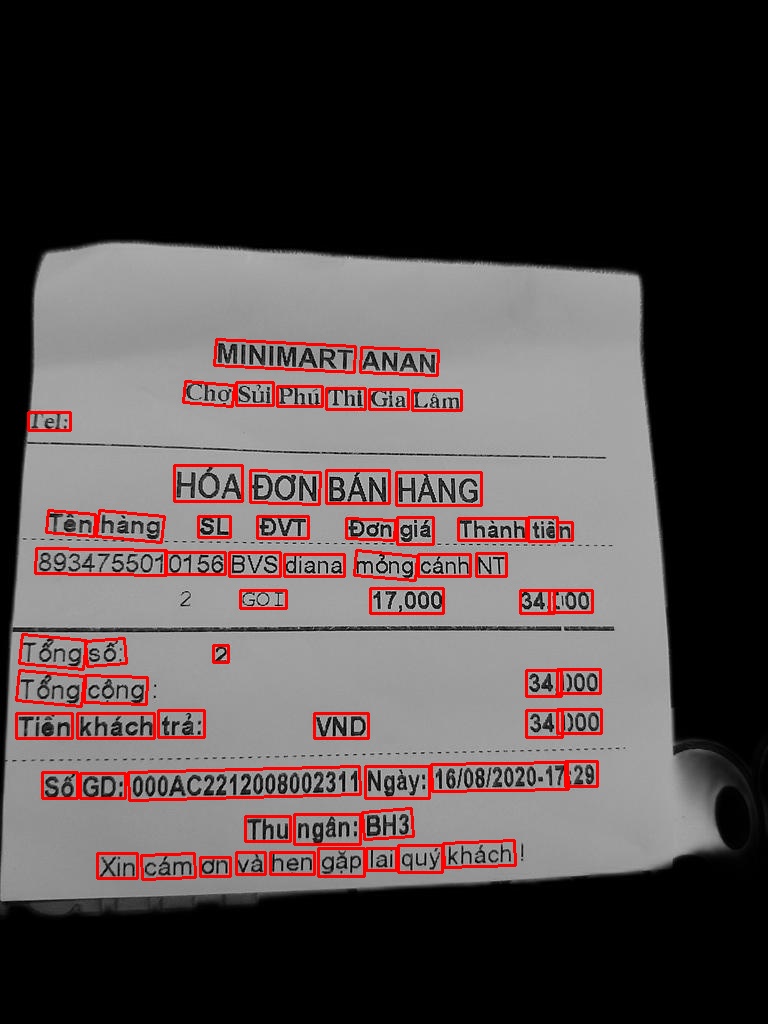 MINIMART ANAN
Chợ Sủi Phú Thị Gia Lâm
Tel:
HÓA ĐƠN BÁN HÀNG
Tên hàng SL ĐVT Đơn giá Thành tiền
8934755010156 BVS diana mỏng cánh NT
2 GOI 17,000 34,000
Tổng số: 2
Tổng cộng : 34,000
Tiền khách trả: VND 34,000
Số GD: 000AC2212008002311 Ngày: 16/08/2020-17:29
Thu ngân: BH3
Xin cám ơn và hen gặp lai quý khách !